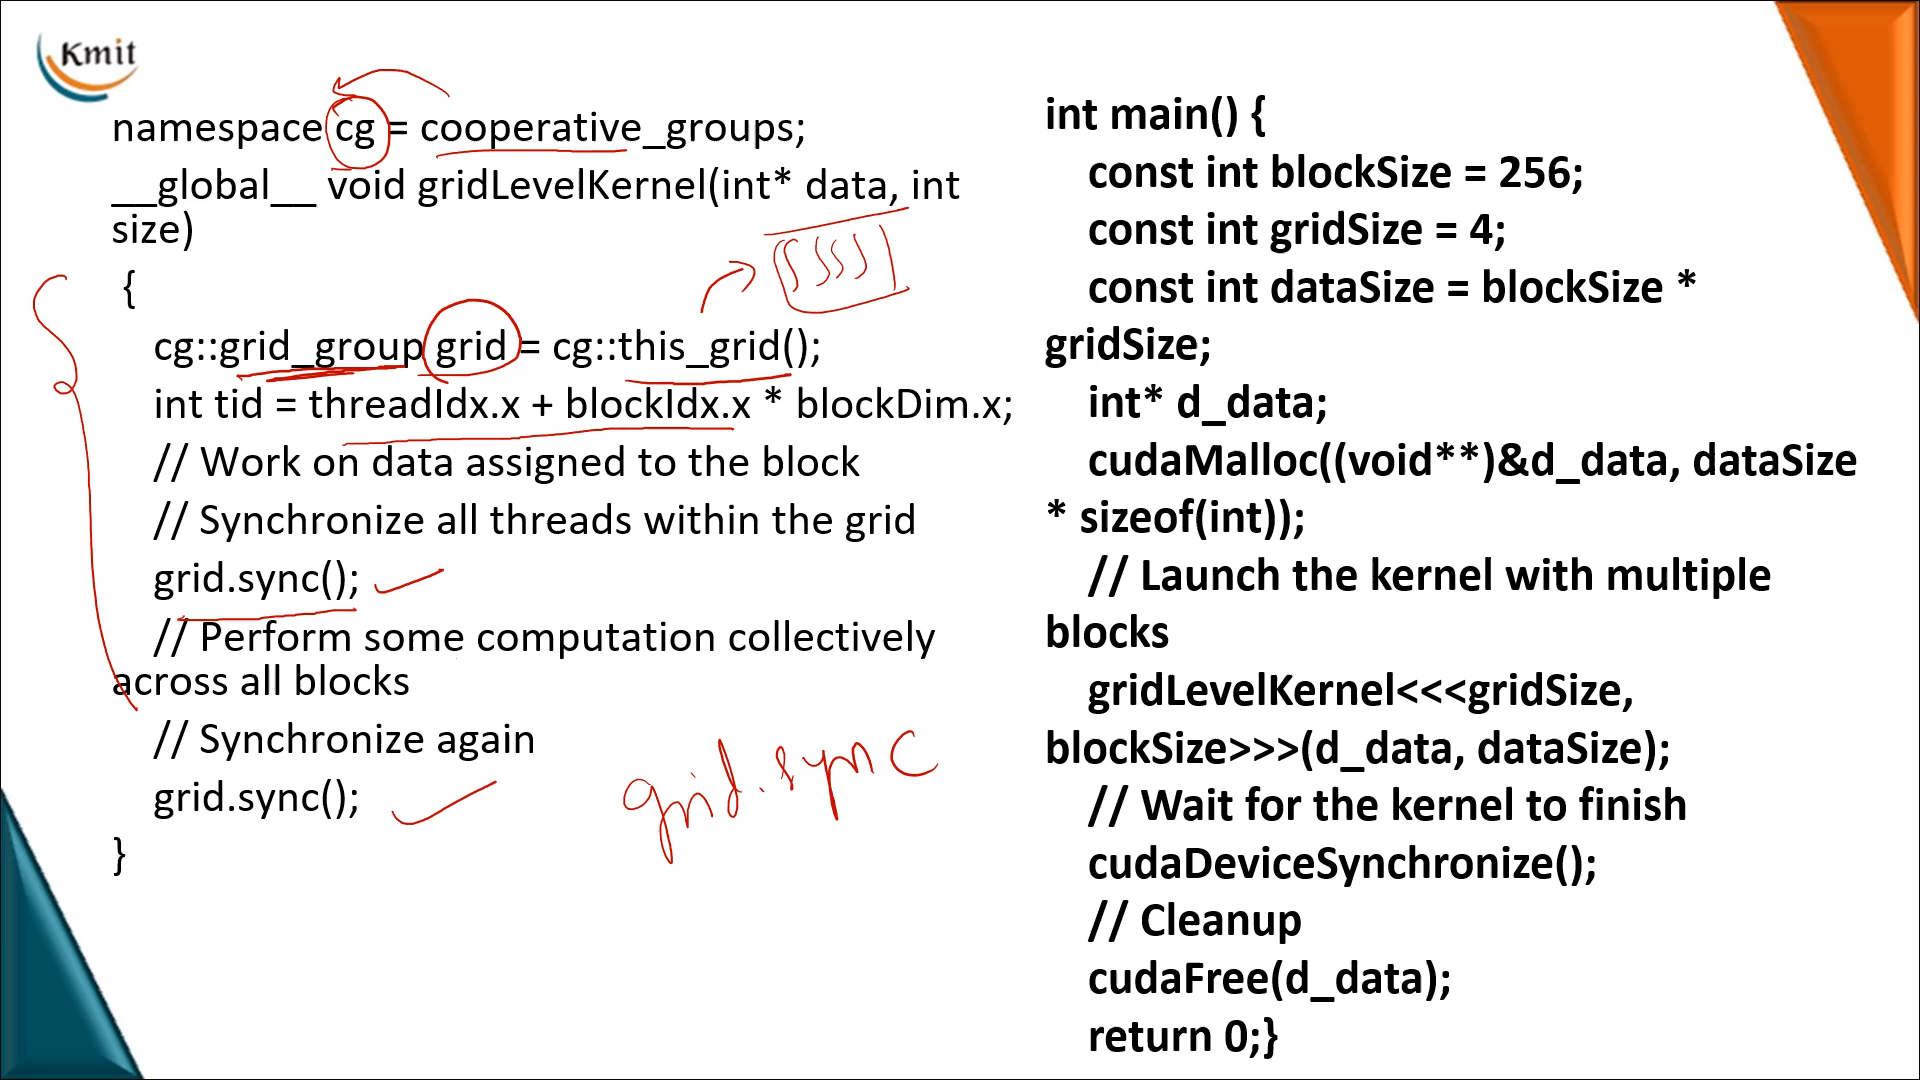 Kmit
namespace cg = cooperative_groups;
__global__ void gridLevelKernel(int* data, int
size)
{
cg::grid_group grid = cg::this_grid();
int tid = threadIdx.x + blockIdx.x * blockDim.x;
// Work on data assigned to the block
// Synchronize all threads within the grid
grid.sync();
// Perform some computation collectively
across all blocks
// Synchronize again
grid.sync();
}
grid.sync
int main() {
const int blockSize = 256;
const int gridSize = 4;
const int dataSize = blockSize *
gridSize;
int* d_data;
cudaMalloc((void**)&d_data, dataSize
* sizeof(int));
// Launch the kernel with multiple
blocks
gridLevelKernel<<<gridSize,
blockSize>>>(d_data, dataSize);
// Wait for the kernel to finish
cudaDeviceSynchronize();
// Cleanup
cudaFree(d_data);
return 0;}